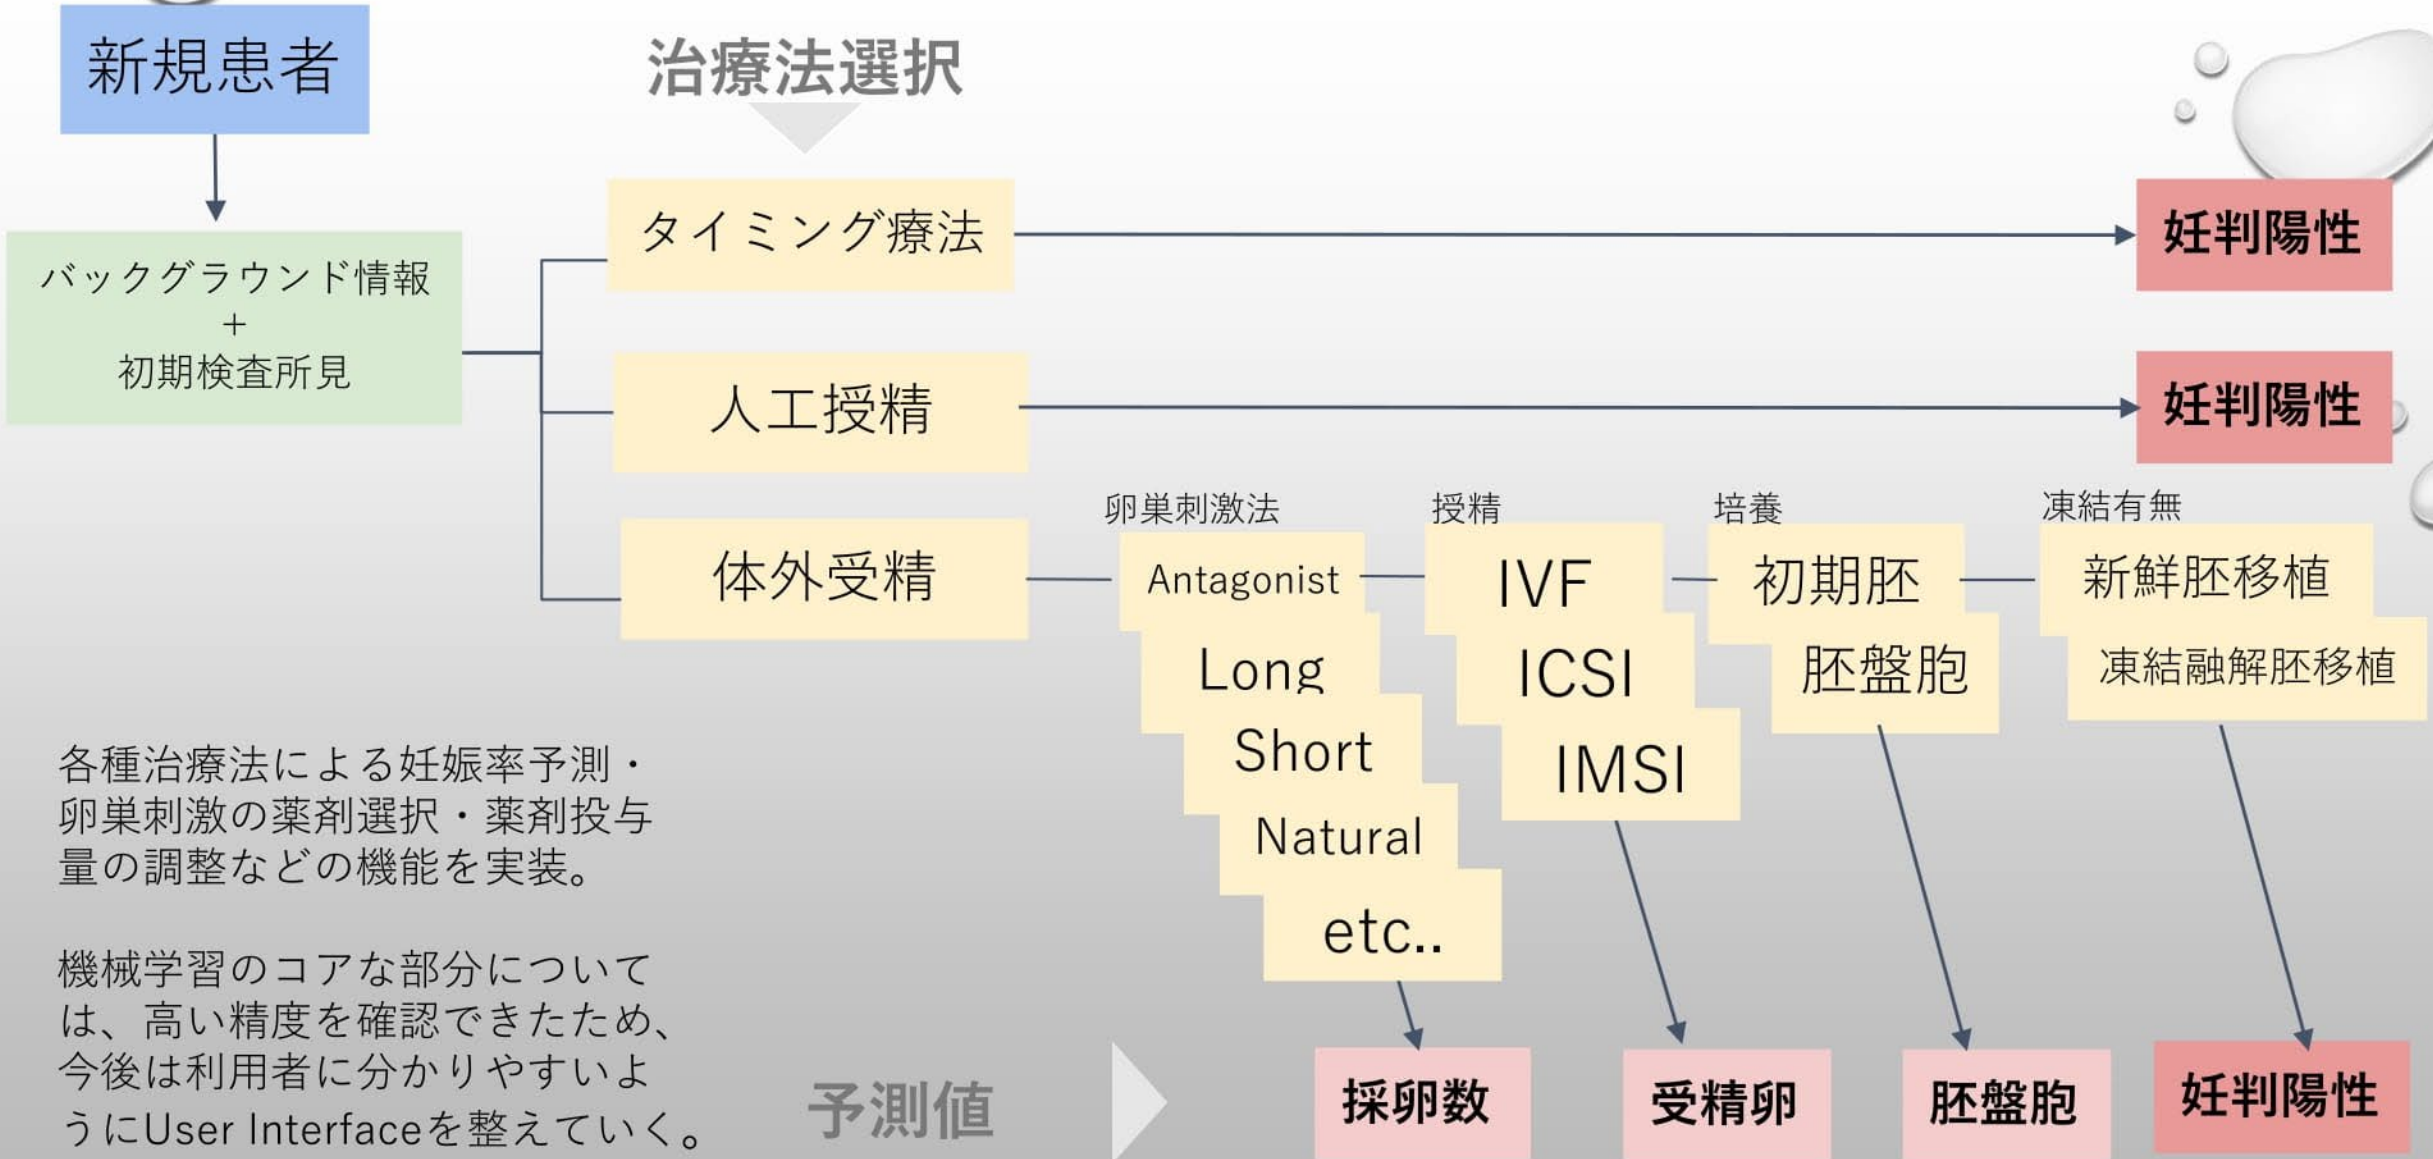 新規患者
治療法選択
バックグラウンド情報
+
初期検査所見
タイミング療法
妊判陽性
人工授精
妊判陽性
体外受精
卵巣刺激法
Antagonist
Long
Short
Natural
etc..
授精
IVF
ICSI
IMSI
培養
初期胚
胚盤胞
凍結有無
新鮮胚移植
凍結融解胚移植
各種治療法による妊娠率予測・
卵巣刺激の薬剤選択・薬剤投与
量の調整などの機能を実装。
機械学習のコアな部分について
は、高い精度を確認できたため、
今後は利用者に分かりやすいよ
うにUser Interfaceを整えていく。
予測値
採卵数
受精卵
胚盤胞
妊判陽性